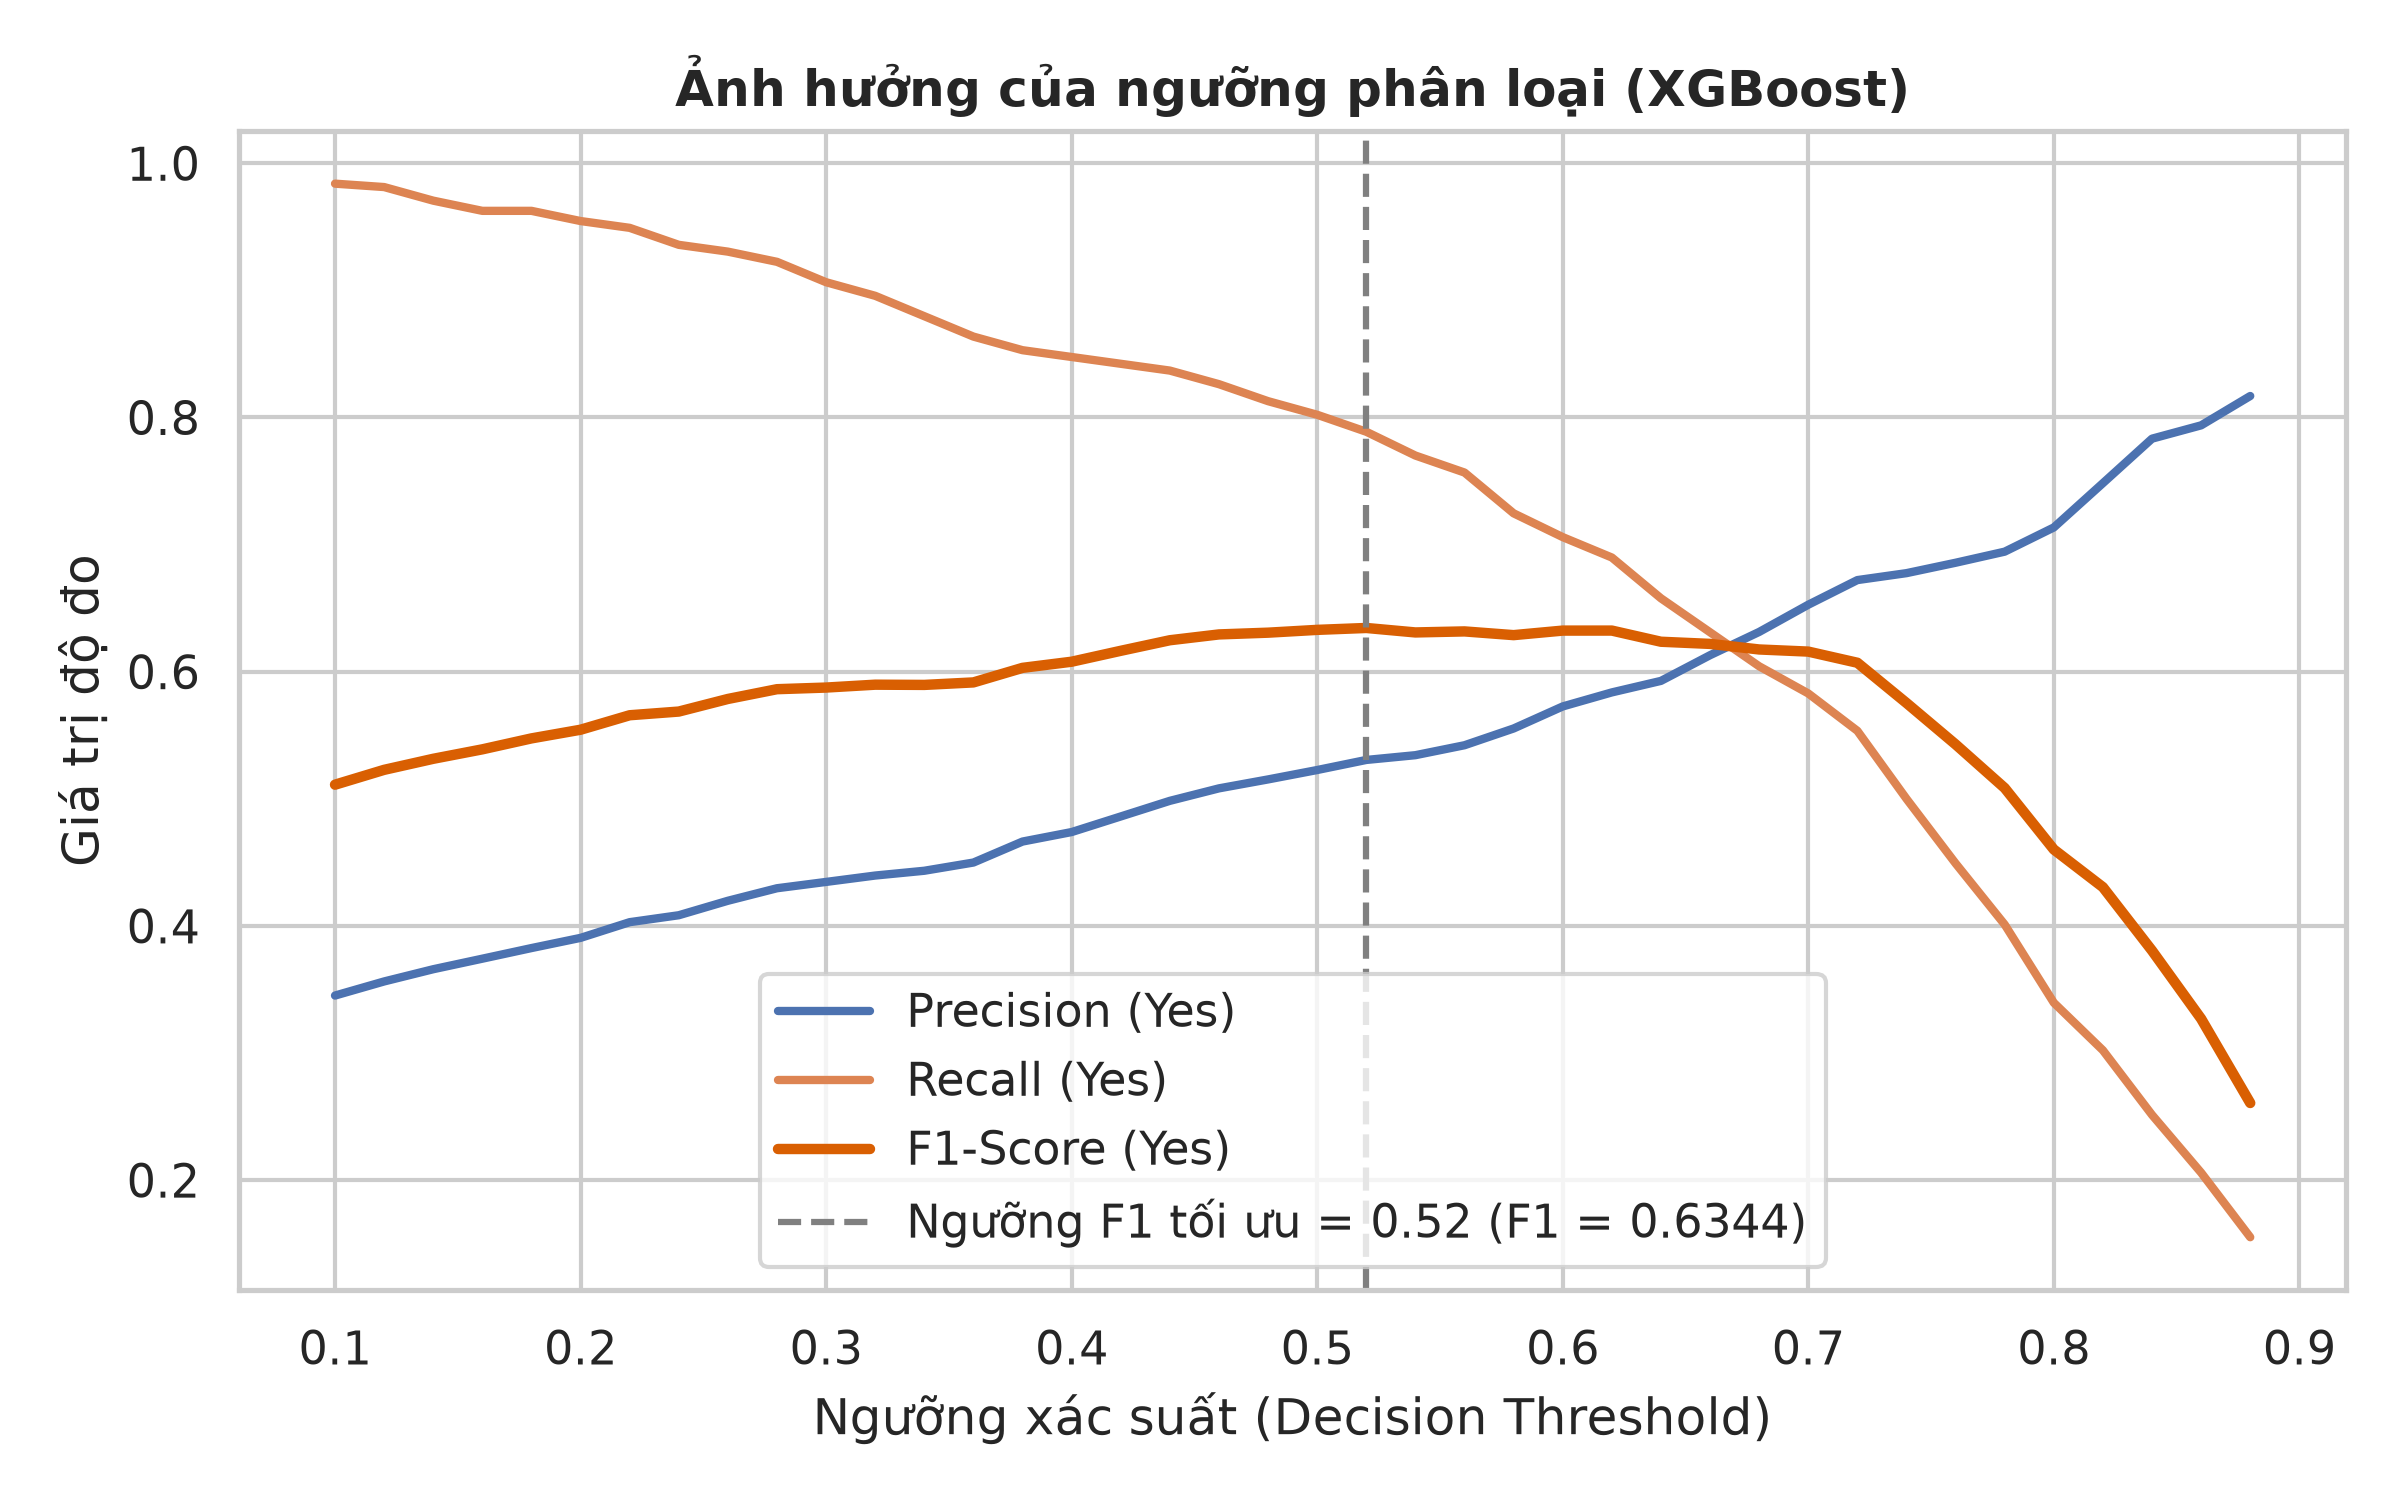 Ảnh hưởng của ngưỡng phân loại (XGBoost)
Giá trị độ đo
1.0
0.8
0.6
0.4
0.2
Precision (Yes)
Recall (Yes)
F1-Score (Yes)
Ngưỡng F1 tối ưu = 0.52 (F1 = 0.6344)
0.1 0.2 0.3 0.4 0.5 0.6 0.7 0.8 0.9
Ngưỡng xác suất (Decision Threshold)